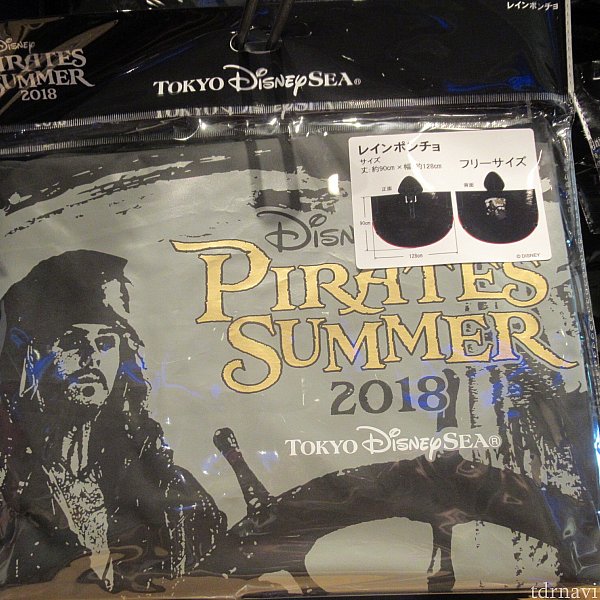 レインポンチョ
Disney
PIRATES
SUMMER
2018
TOKYO DISNEYSEA®
レインポンチョ
サイズ
丈:約90cm×幅:約128cm
フリーサイズ
正面
背面
90cm
128cm
© DISNEY
DISN
PIRATES
SUMMER
2018
TOKYO DISNEYSEA®
tdrnavi